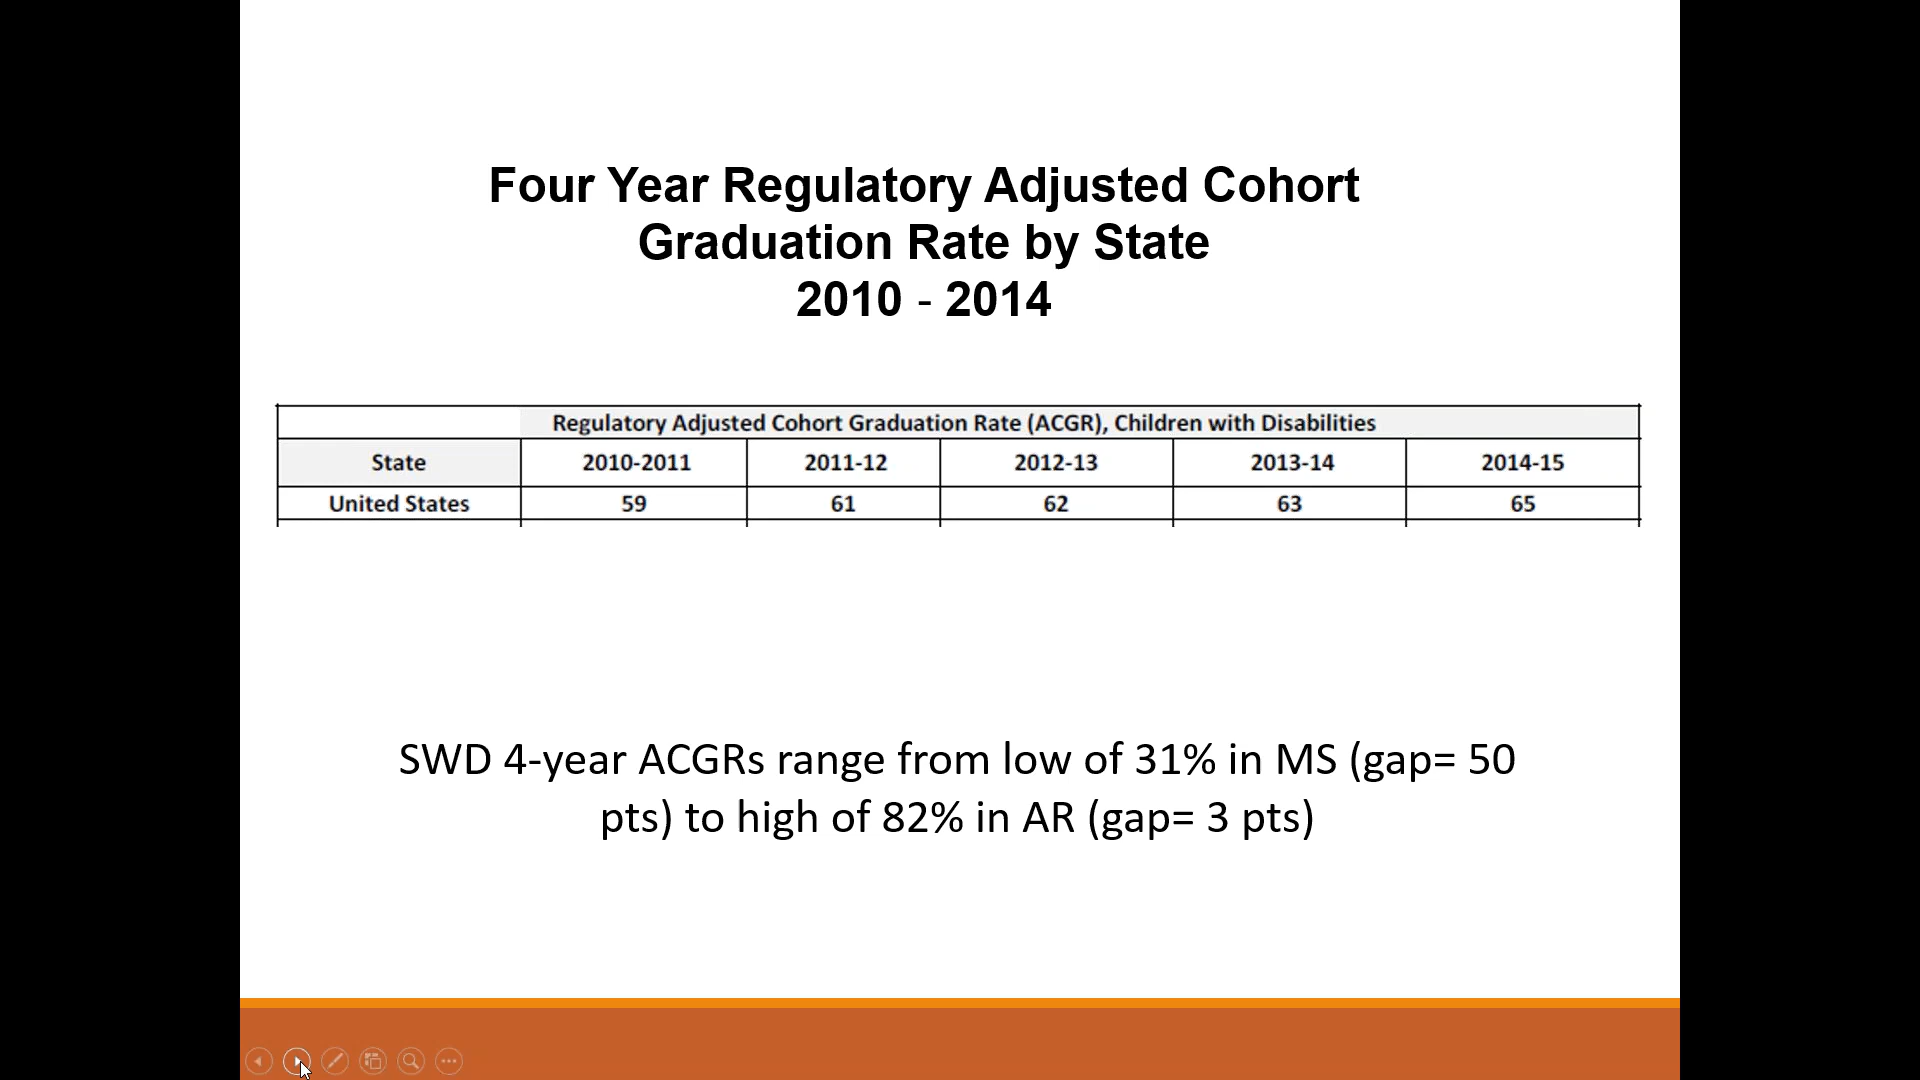 Four Year Regulatory Adjusted Cohort
Graduation Rate by State
2010 - 2014
Regulatory Adjusted Cohort Graduation Rate (ACGR), Children with Disabilities
State 2010-2011 2011-12 2012-13 2013-14 2014-15
United States 59 61 62 63 65
SWD 4-year ACGRs range from low of 31% in MS (gap= 50
pts) to high of 82% in AR (gap= 3 pts)